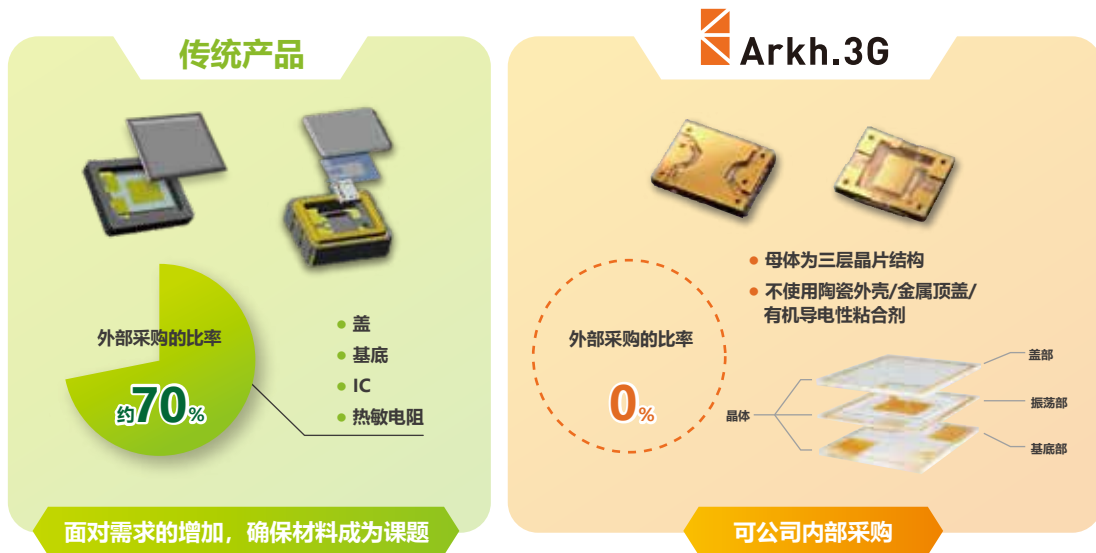 传统产品
外部采购的比率
约70%
● 盖
● 基底
● IC
● 热敏电阻
面对需求的增加，确保材料成为课题
Arkh.3G
● 母体为三层晶片结构
● 不使用陶瓷外壳/金属顶盖/
有机导电性粘合剂
外部采购的比率
0%
晶体
盖部
振荡部
基底部
可公司内部采购